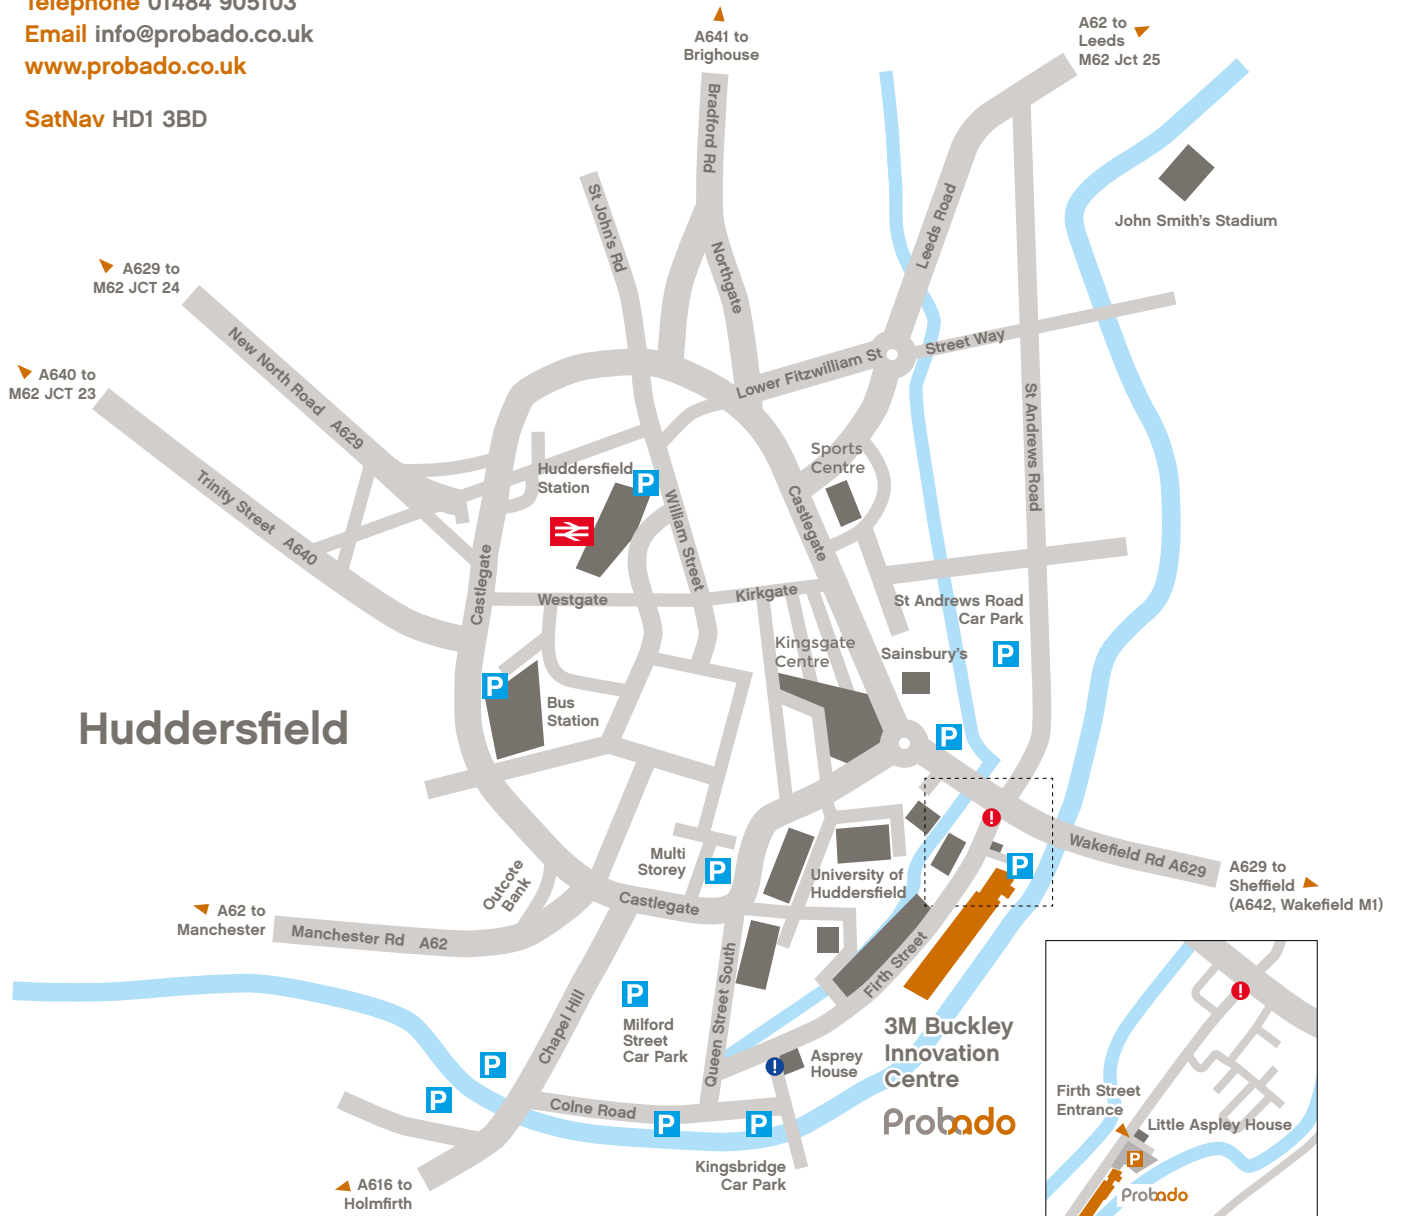 Telephone 01484 905103
Email info@probado.co.uk
www.probado.co.uk
SatNav HD1 3BD
A641 to
Brighouse
A62 to
Leeds
M62 Jct 25
Bradford Rd
St John's Rd
Northgate
Leeds Road
John Smith's Stadium
A629 to
M62 JCT 24
A640 to
M62 JCT 23
New North Road A629
Trinity Street A640
Lower Fitzwilliam St
Street Way
St Andrews Road
Sports
Centre
Huddersfield
Station
P
William Street
Castlegate
Castlegate
Westgate
Kirkgate
St Andrews Road
Car Park
P
Kingsgate
Centre
Sainsbury's
P
Bus
Station
P
Huddersfield
!
Wakefield Rd A629
A629 to
Sheffield
(A642, Wakefield M1)
Multi
Storey
P
University of
Huddersfield
P
Outcote
Bank
Castlegate
A62 to
Manchester
Manchester Rd A62
Queen Street South
Firth Street
P
Milford
Street
Car Park
Chapel Hill
3M Buckley
Innovation
Centre
Probado
!
Asprey
House
P
P
Colne Road
P
P
Kingsbridge
Car Park
A616 to
Holmfirth
!
Firth Street
Entrance
Little Aspley House
P
Probado